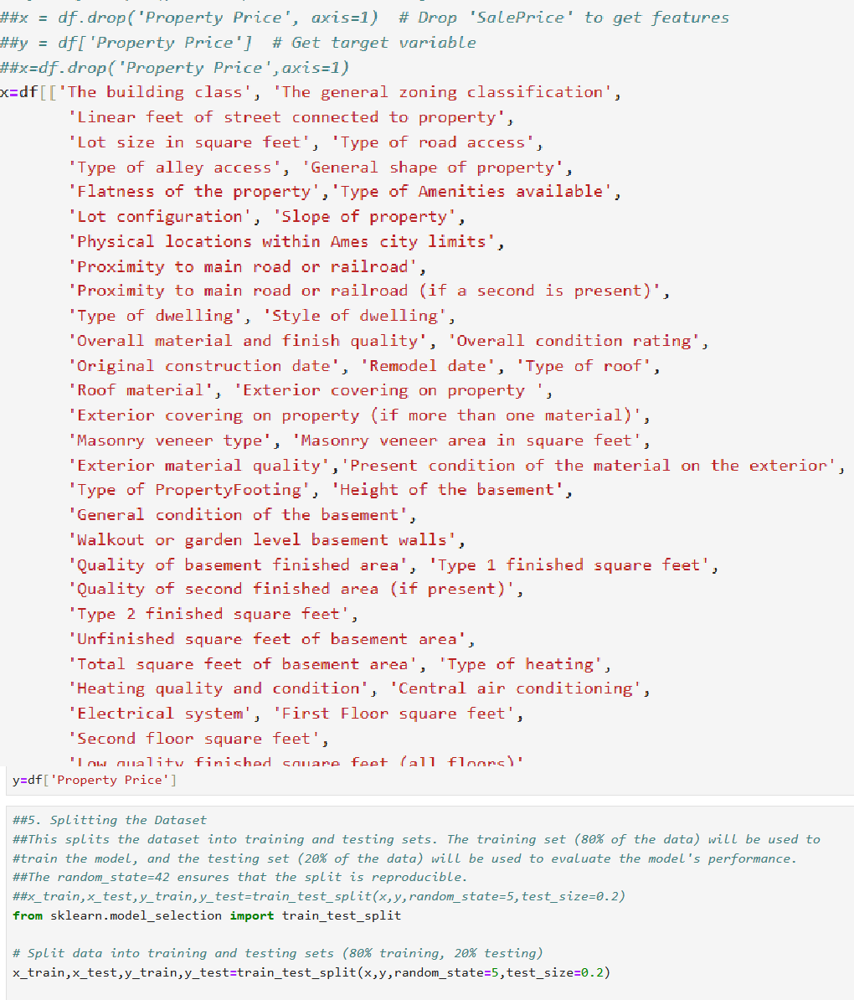 ##x = df.drop('Property Price', axis=1)  # Drop 'SalePrice' to get features
##y = df['Property Price']  # Get target variable
##x=df.drop('Property Price',axis=1)
x=df[['The building class', 'The general zoning classification',
'Linear feet of street connected to property',
'Lot size in square feet', 'Type of road access',
'Type of alley access', 'General shape of property',
'Flatness of the property','Type of Amenities available',
'Lot configuration', 'Slope of property',
'Physical locations within Ames city limits',
'Proximity to main road or railroad',
'Proximity to main road or railroad (if a second is present)',
'Type of dwelling', 'Style of dwelling',
'Overall material and finish quality', 'Overall condition rating',
'Original construction date', 'Remodel date', 'Type of roof',
'Roof material', 'Exterior covering on property ',
'Exterior covering on property (if more than one material)',
'Masonry veneer type', 'Masonry veneer area in square feet',
'Exterior material quality','Present condition of the material on the exterior',
'Type of PropertyFooting', 'Height of the basement',
'General condition of the basement',
'Walkout or garden level basement walls',
'Quality of basement finished area', 'Type 1 finished square feet',
'Quality of second finished area (if present)',
'Type 2 finished square feet',
'Unfinished square feet of basement area',
'Total square feet of basement area', 'Type of heating',
'Heating quality and condition', 'Central air conditioning',
'Electrical system', 'First Floor square feet',
'Second floor square feet',
'Low quality finished square feet (all floors)'
y=df['Property Price']
##5. Splitting the Dataset
##This splits the dataset into training and testing sets. The training set (80% of the data) will be used to
#train the model, and the testing set (20% of the data) will be used to evaluate the model's performance.
##The random_state=42 ensures that the split is reproducible.
##x_train,x_test,y_train,y_test=train_test_split(x,y,random_state=5,test_size=0.2)
from sklearn.model_selection import train_test_split
# Split data into training and testing sets (80% training, 20% testing)
x_train,x_test,y_train,y_test=train_test_split(x,y,random_state=5,test_size=0.2)